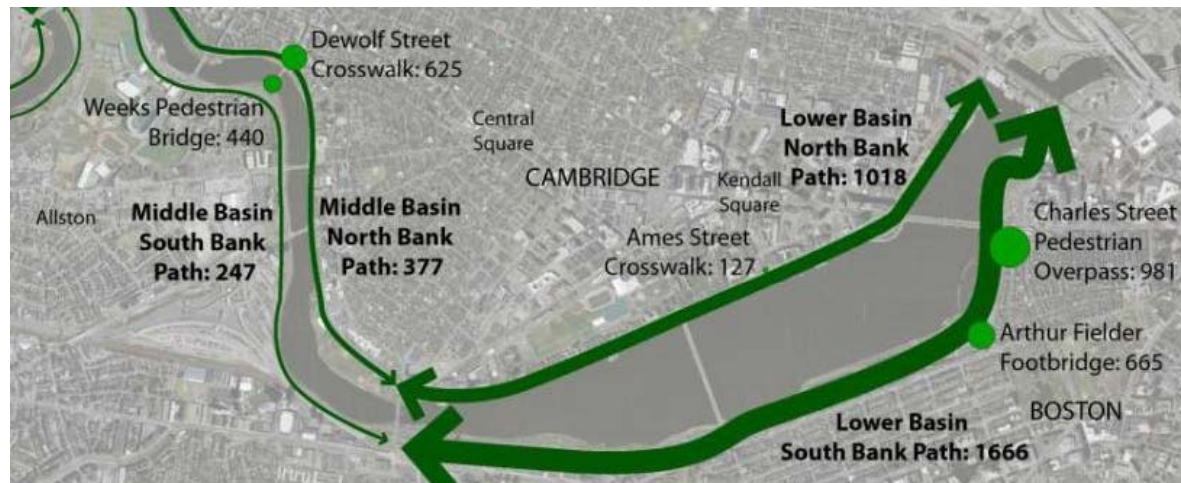 Dewolf Street
Crosswalk: 625
Weeks Pedestrian
Bridge: 440
Central
Square
Lower Basin
North Bank
Path: 1018
CAMBRIDGE
Kendall
Square
Allston
Middle Basin
South Bank
Path: 247
Middle Basin
North Bank
Path: 377
Ames Street
Crosswalk: 127
Charles Street
Pedestrian
Overpass: 981
Arthur Fielder
Footbridge: 665
BOSTON
Lower Basin
South Bank Path: 1666